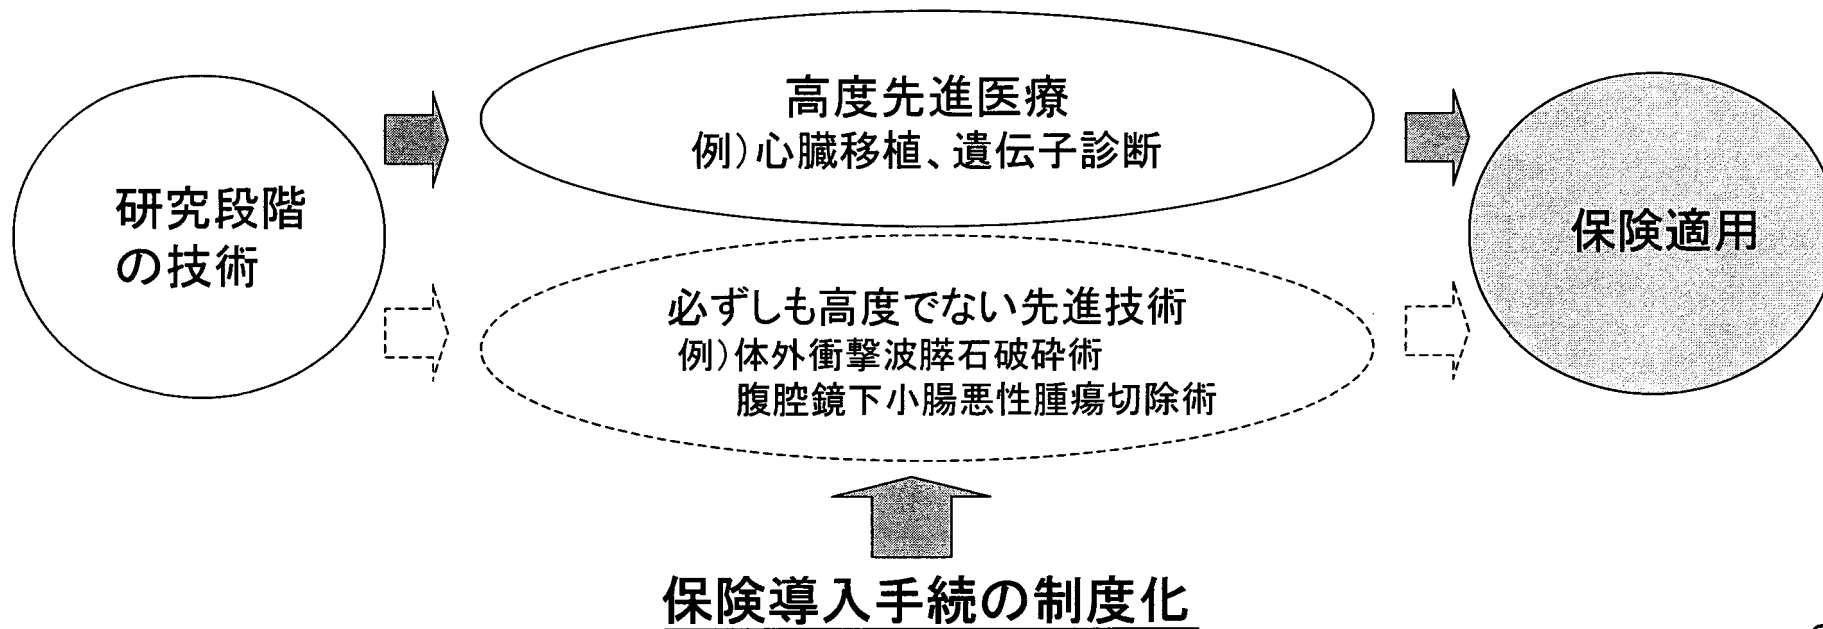 研究段階
の技術
高度先進医療
例)心臓移植、遺伝子診断
必ずしも高度でない先進技術
例)体外衝撃波膵石破砕術
腹腔鏡下小腸悪性腫瘍切除術
保険適用
保険導入手続の制度化